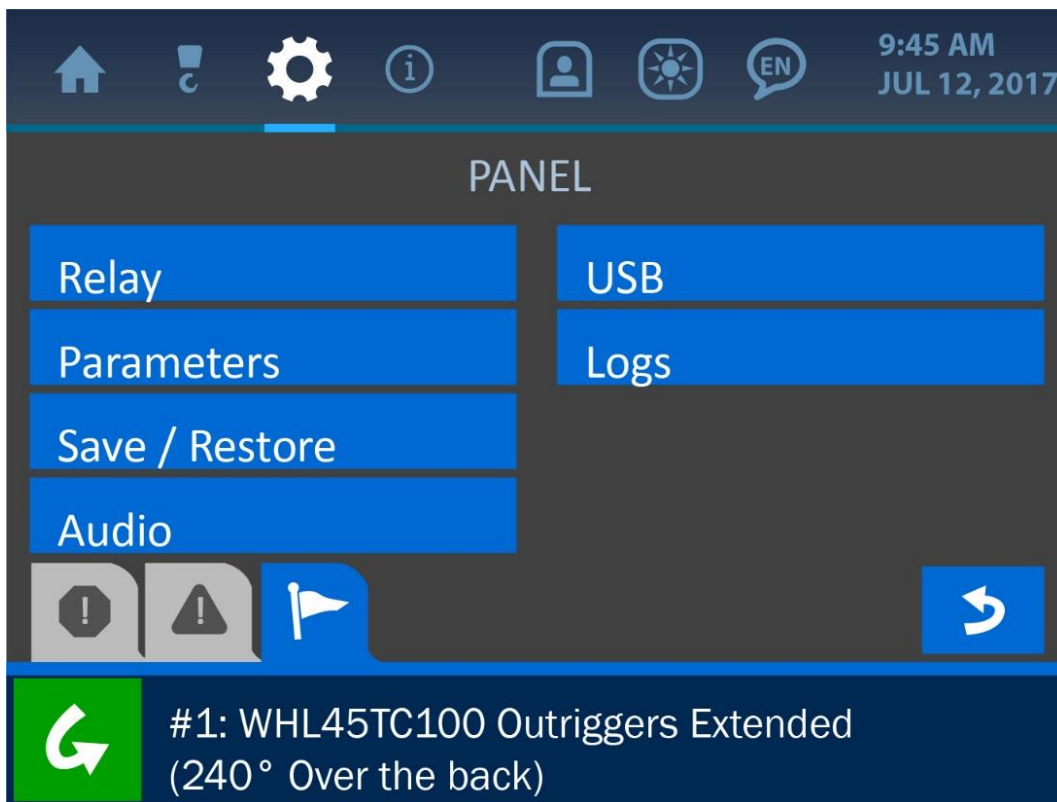 EN
9:45 AM
JUL 12, 2017
PANEL
Relay
USB
Parameters
Logs
Save / Restore
Audio
#1: WHL45TC100 Outriggers Extended
(240° Over the back)